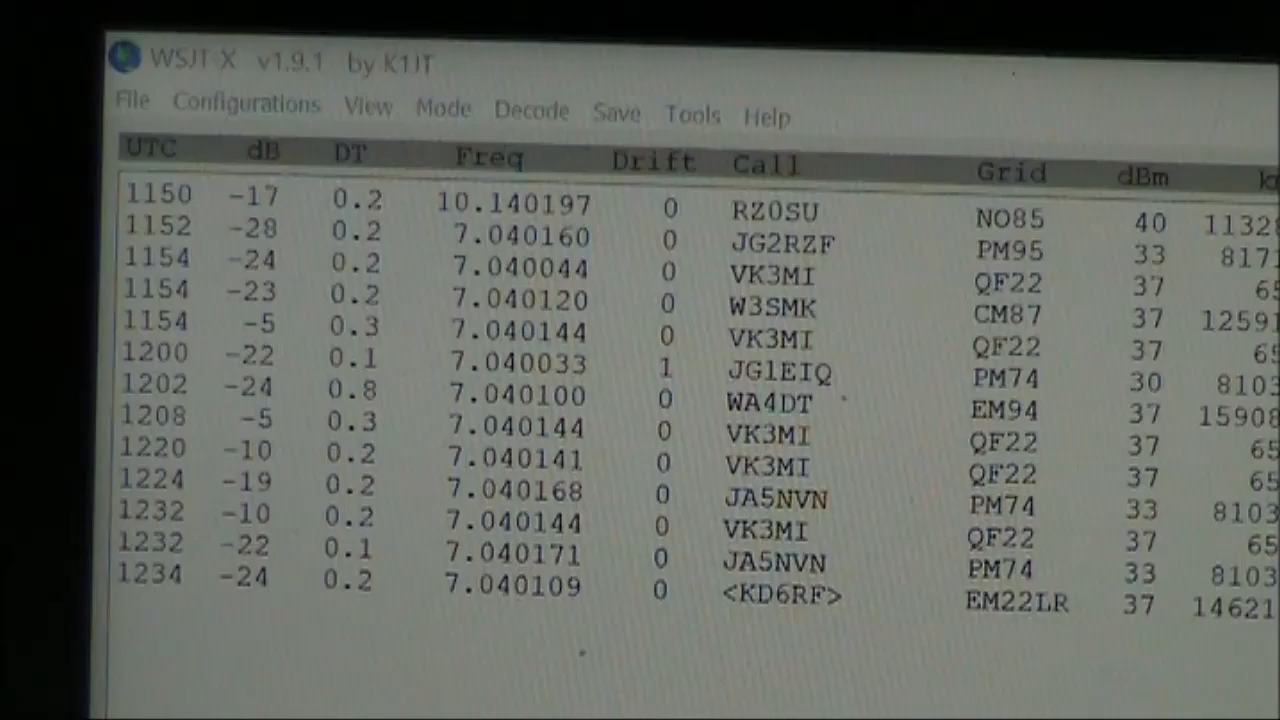 WSJT-X v1.9.1 by K1JT
File Configurations View Mode Decode Save Tools Help
UTC dB DT Freq Drift Call Grid dBm
1150 -17 0.2 10.140197 0 RZ0SU NO85 40 1132
1152 -28 0.2 7.040160 0 JG2RZF PM95 33 8171
1154 -24 0.2 7.040044 0 VK3MI QF22 37 65
1154 -23 0.2 7.040120 0 W3SMK CM87 37 12591
1154 -5 0.3 7.040144 0 VK3MI QF22 37 65
1200 -22 0.1 7.040033 1 JG1EIQ PM74 30 8103
1202 -24 0.8 7.040100 0 WA4DT EM94 37 15908
1208 -5 0.3 7.040144 0 VK3MI QF22 37 65
1220 -10 0.2 7.040141 0 VK3MI QF22 37 65
1224 -19 0.2 7.040168 0 JA5NVN PM74 33 8103
1232 -10 0.2 7.040144 0 VK3MI QF22 37 65
1232 -22 0.1 7.040171 0 JA5NVN PM74 33 8103
1234 -24 0.2 7.040109 0 <KD6RF> EM22LR 37 14621